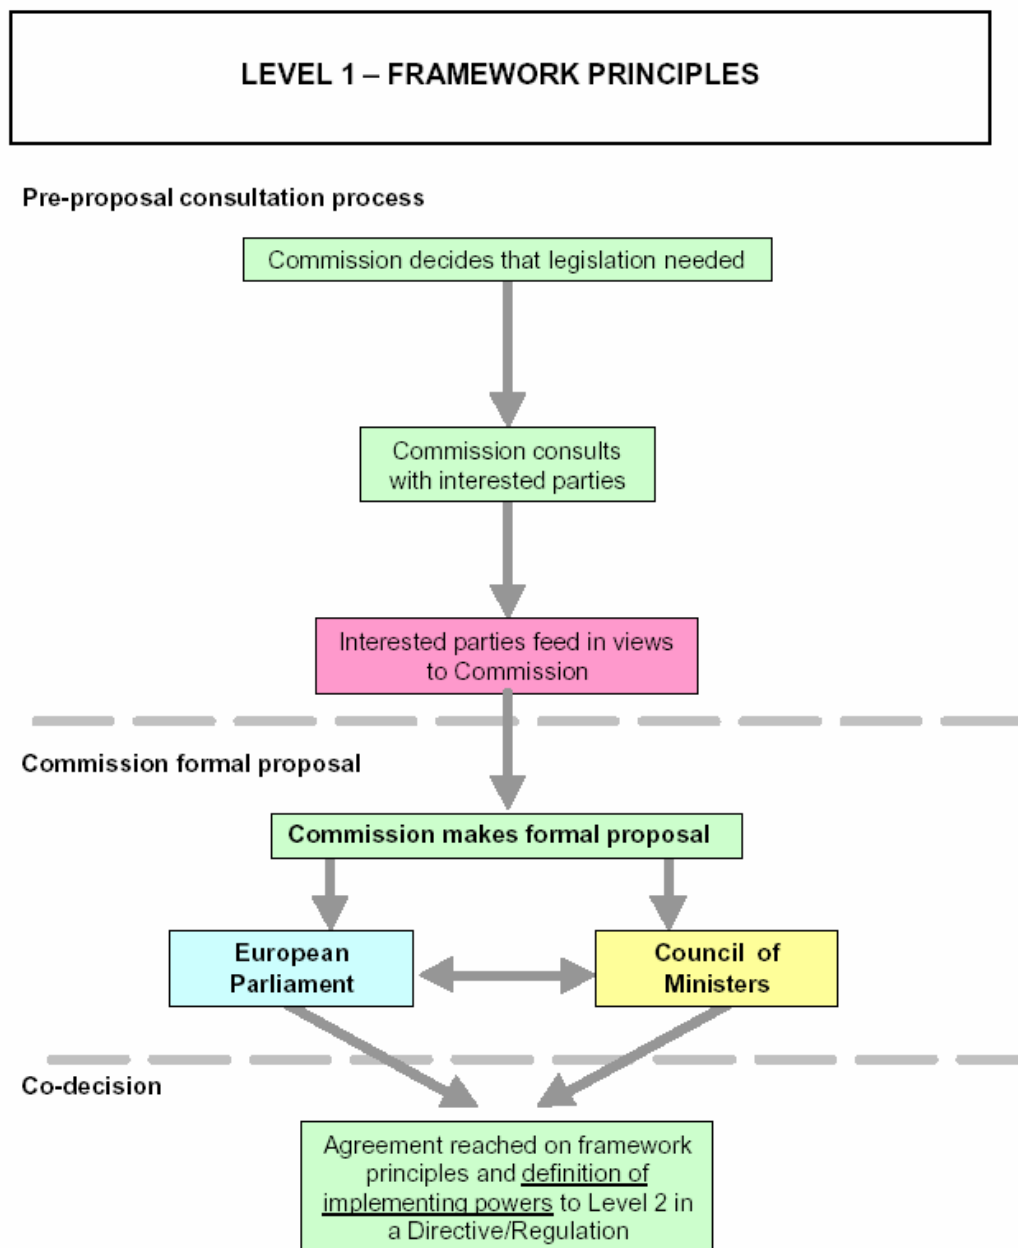 LEVEL 1 – FRAMEWORK PRINCIPLES
Pre-proposal consultation process
Commission decides that legislation needed
Commission consults
with interested parties
Interested parties feed in views
to Commission
Commission formal proposal
Commission makes formal proposal
European
Parliament
Council of
Ministers
Co-decision
Agreement reached on framework
principles and definition of
implementing powers to Level 2 in
a Directive/Regulation